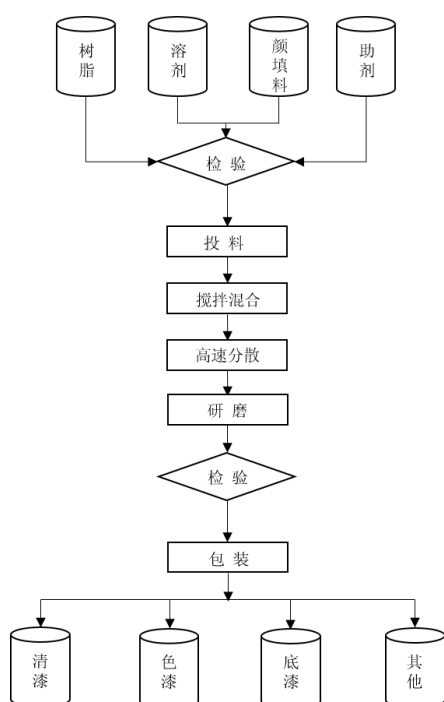 树脂
溶剂
颜填料
助剂
检 验
投 料
搅拌混合
高速分散
研 磨
检 验
包 装
清漆
色漆
底漆
其他